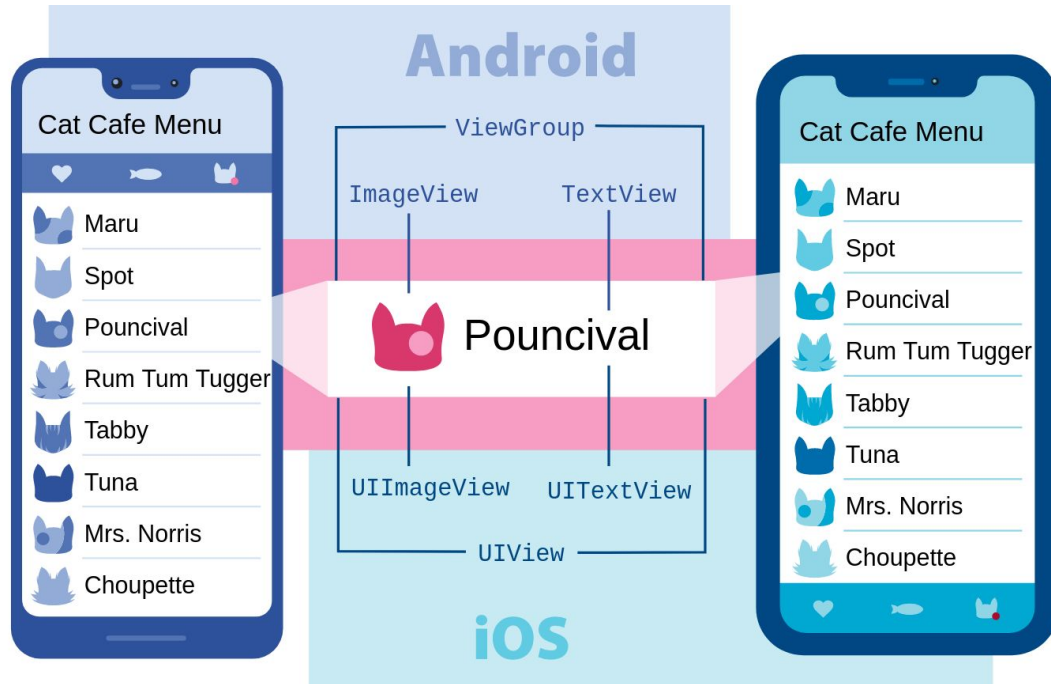 Android
Cat Cafe Menu
Maru
Spot
Pouncival
Rum Tum Tugger
Tabby
Tuna
Mrs. Norris
Choupette
ViewGroup
ImageView
TextView
Pouncival
UIImageView
UITextView
UIView
iOS
Cat Cafe Menu
Maru
Spot
Pouncival
Rum Tum Tugger
Tabby
Tuna
Mrs. Norris
Choupette